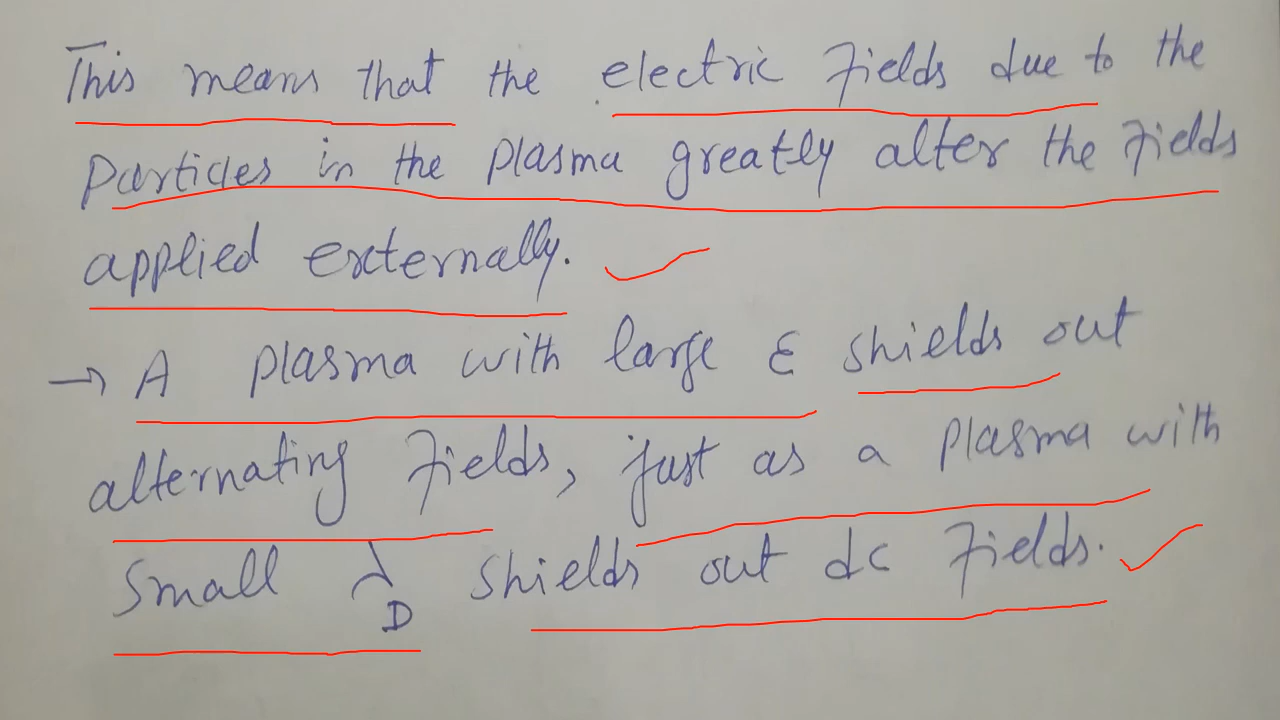 This means that the electric fields due to the
particles in the plasma greatly alter the fields
applied externally.
→ A plasma with large ε shields out
alternating fields, just as a plasma with
small λ_D shields out dc fields.